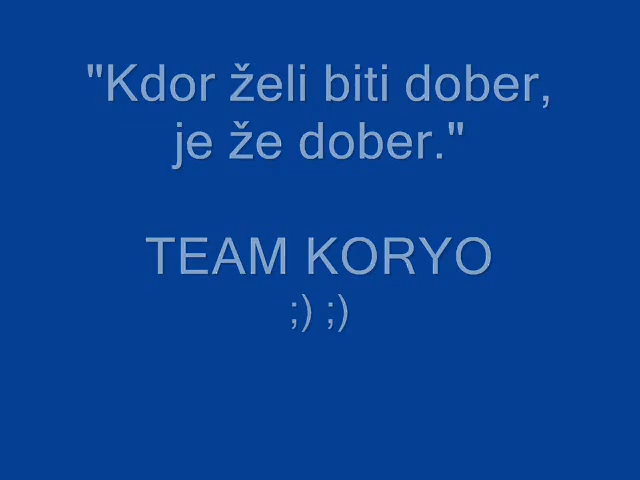 "Kdor želi biti dober,
je že dober."
TEAM KORYO
;) ;)